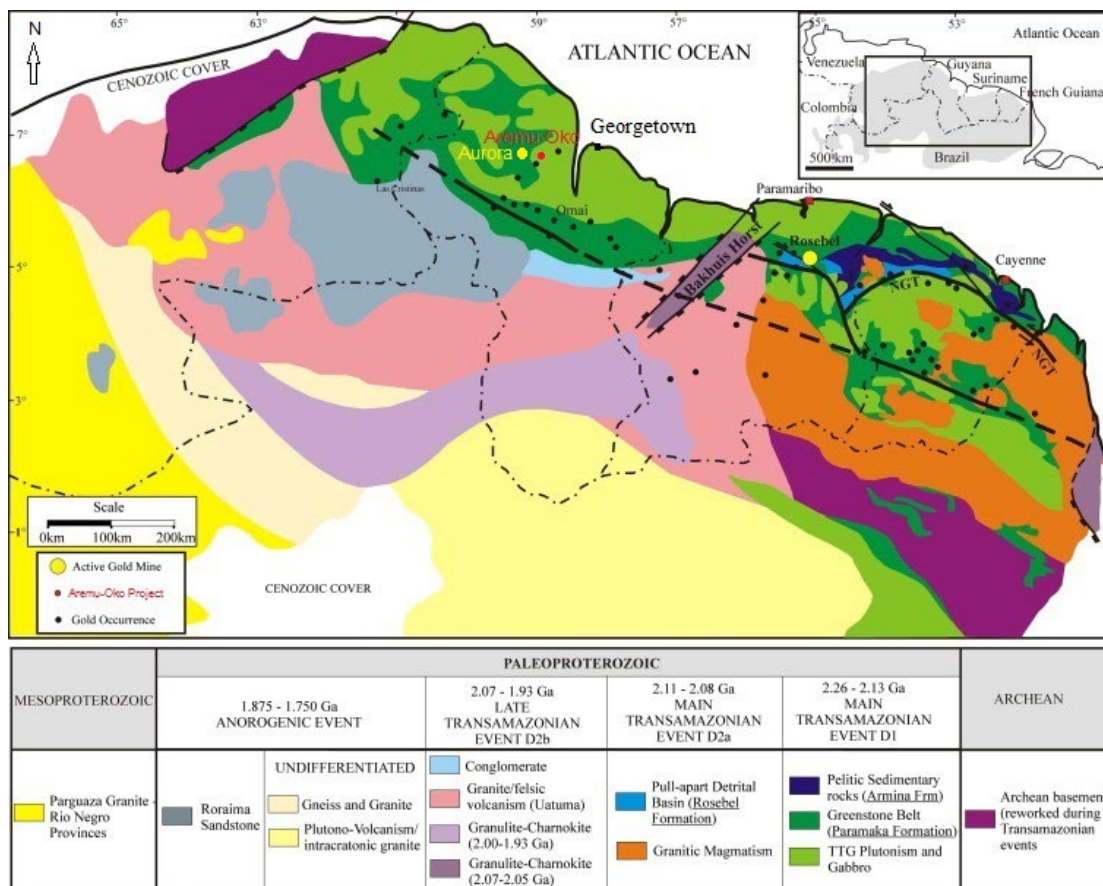 65°
63°
59°
57°
55°
53°
N
ATLANTIC OCEAN
CENOZOIC COVER
Atlantic Ocean
Venezuela
Guyana
Suriname
French Guiana
Colombia
Brazil
500 km
7°
Georgetown
Aremu-Oko
Aurora
Las Cristinas
Omai
Paramaribo
Rosebel
Bakhuis Horst
Cayenne
5°
NGT
NGT
3°
Scale
0km 100km 200km
1°
Active Gold Mine
Aremu-Oko Project
Gold Occurrence
CENOZOIC COVER
MESOPROTEROZOIC
PALEOPROTEROZOIC
ARCHEAN
1.875 - 1.750 Ga
ANOROGENIC EVENT
2.07 - 1.93 Ga
LATE
TRANSAMAZONIAN
EVENT D2b
2.11 - 2.08 Ga
MAIN
TRANSAMAZONIAN
EVENT D2a
2.26 - 2.13 Ga
MAIN
TRANSAMAZONIAN
EVENT D1
Parguaza Granite -
Rio Negro
Provinces
Roraima
Sandstone
UNDIFFERENTIATED
Gneiss and Granite
Plutono-Volcanism/
intracratonic granite
Conglomerate
Granite/felsic
volcanism (Uatuma)
Granulite-Charnokite
(2.00-1.93 Ga)
Granulite-Charnokite
(2.07-2.05 Ga)
Pull-apart Detrital
Basin (Rosebel
Formation)
Granitic Magmatism
Pelitic Sedimentary
rocks (Armina Frm)
Greenstone Belt
(Paramaka Formation)
TTG Plutonism and
Gabbro
Archean basement
(reworked during
Transamazonian
events)